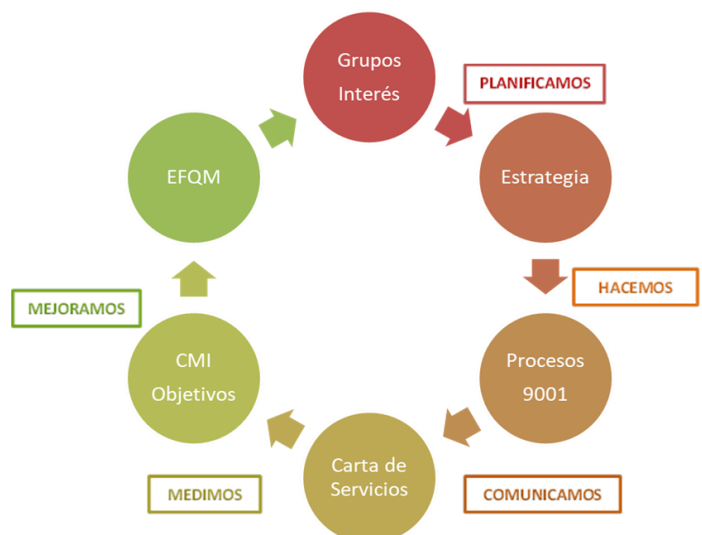 Grupos
Interés
PLANIFICAMOS
Estrategia
HACEMOS
Procesos
9001
COMUNICAMOS
Carta de
Servicios
MEDIMOS
CMI
Objetivos
MEJORAMOS
EFQM